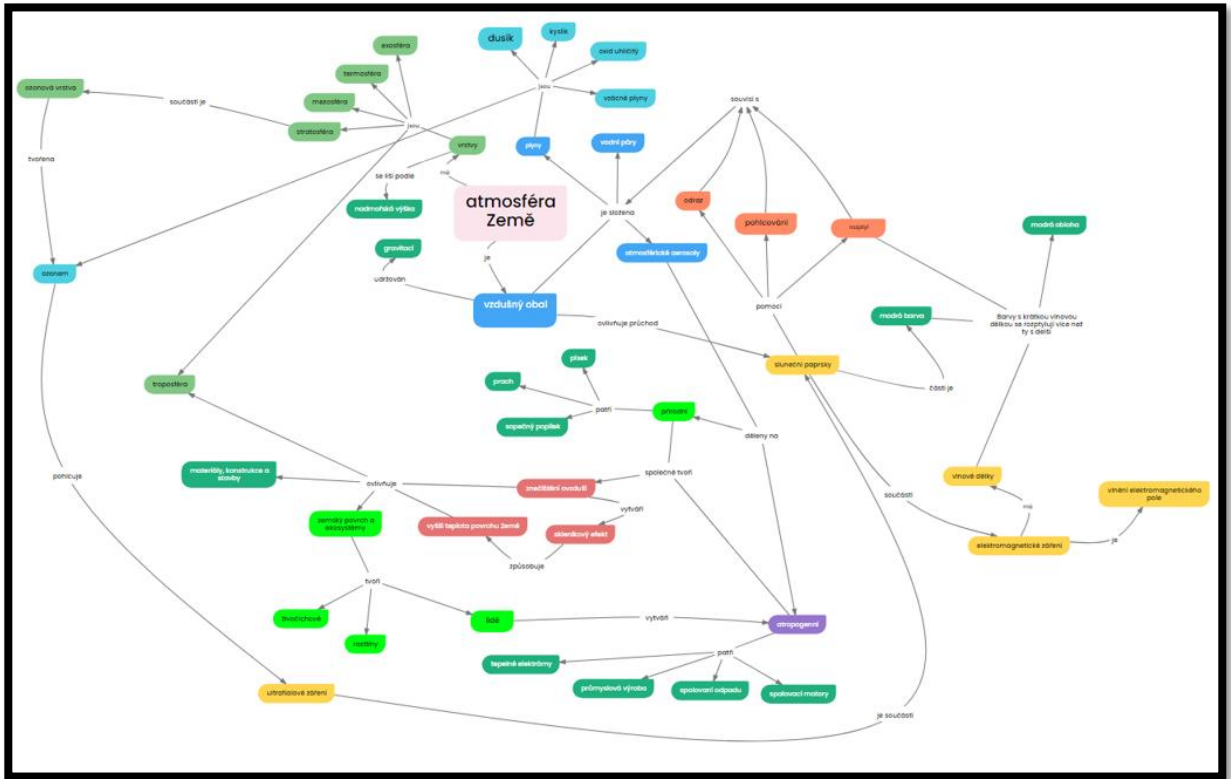 dusík
kyslík
oxid uhličitý
exosféra
termosféra
mezosféra
stratosféra
ozonová vrstva
součástí je
jsou
jsou
vzácné plyny
souvisí s
tvořena
vrstvy
plyny
vodní páry
se liší podle
má
nadmořská výška
atmosféra
Země
je složena
odraz
pohlcování
rozptyl
modrá obloha
gravitací
je
atmosférické aerosoly
ozonem
udržován
vzdušný obal
pomocí
ovlivňuje průchod
modrá barva
Barvy s krátkou vlnovou
délkou se rozptylují více než
ty s delší
písek
sluneční paprsky
troposféra
prach
patří
přírodní
částí je
sopečný popílek
děleny na
materiály, konstrukce a
stavby
ovlivňuje
společně tvoří
znečištění ovzduší
pohlcuje
vlnové délky
vlnění elektromagnetického
pole
součástí
má
vytváří
zemský povrch a
ekosystémy
vyšší teplota povrchu Země
skleníkový efekt
elektromagnetické záření
je
způsobuje
tvoří
živočichové
lidé
vytváří
atropogenní
rostliny
patří
tepelné elektrárny
průmyslová výroba
spalovaní odpadu
spalovací motory
ultrafialové záření
je součástí